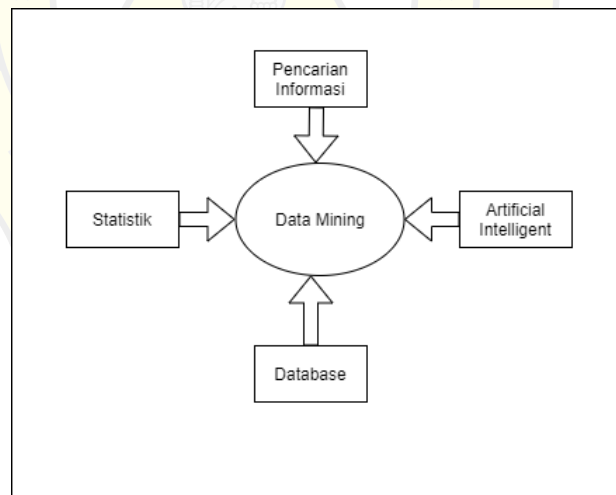 Pencarian
Informasi
Statistik
Data Mining
Artificial
Intelligent
Database